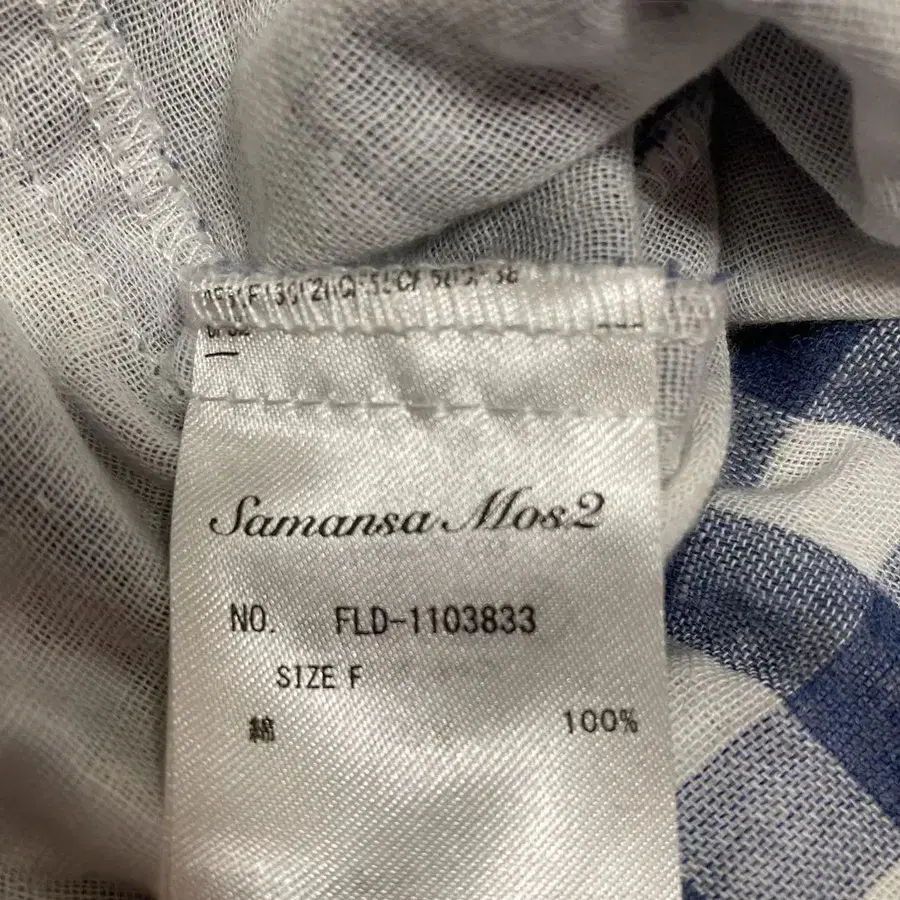 Samansa Mos2
NO. FLD-1103833
SIZE F
綿 100%